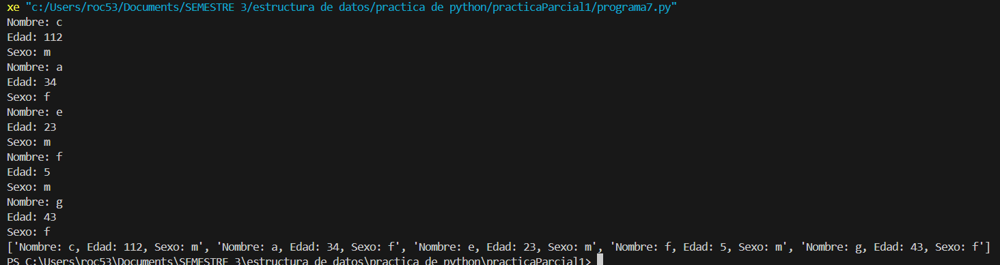 xe "c:/Users/roc53/Documents/SEMESTRE 3/estructura de datos/practica de python/practicaParcial1/programa7.py"
Nombre: c
Edad: 112
Sexo: m
Nombre: a
Edad: 34
Sexo: f
Nombre: e
Edad: 23
Sexo: m
Nombre: f
Edad: 5
Sexo: m
Nombre: g
Edad: 43
Sexo: f
['Nombre: c, Edad: 112, Sexo: m', 'Nombre: a, Edad: 34, Sexo: f', 'Nombre: e, Edad: 23, Sexo: m', 'Nombre: f, Edad: 5, Sexo: m', 'Nombre: g, Edad: 43, Sexo: f']
PS C:\Users\roc53\Documents\SEMESTRE 3\estructura de datos\practica de python\practicaParcial1>